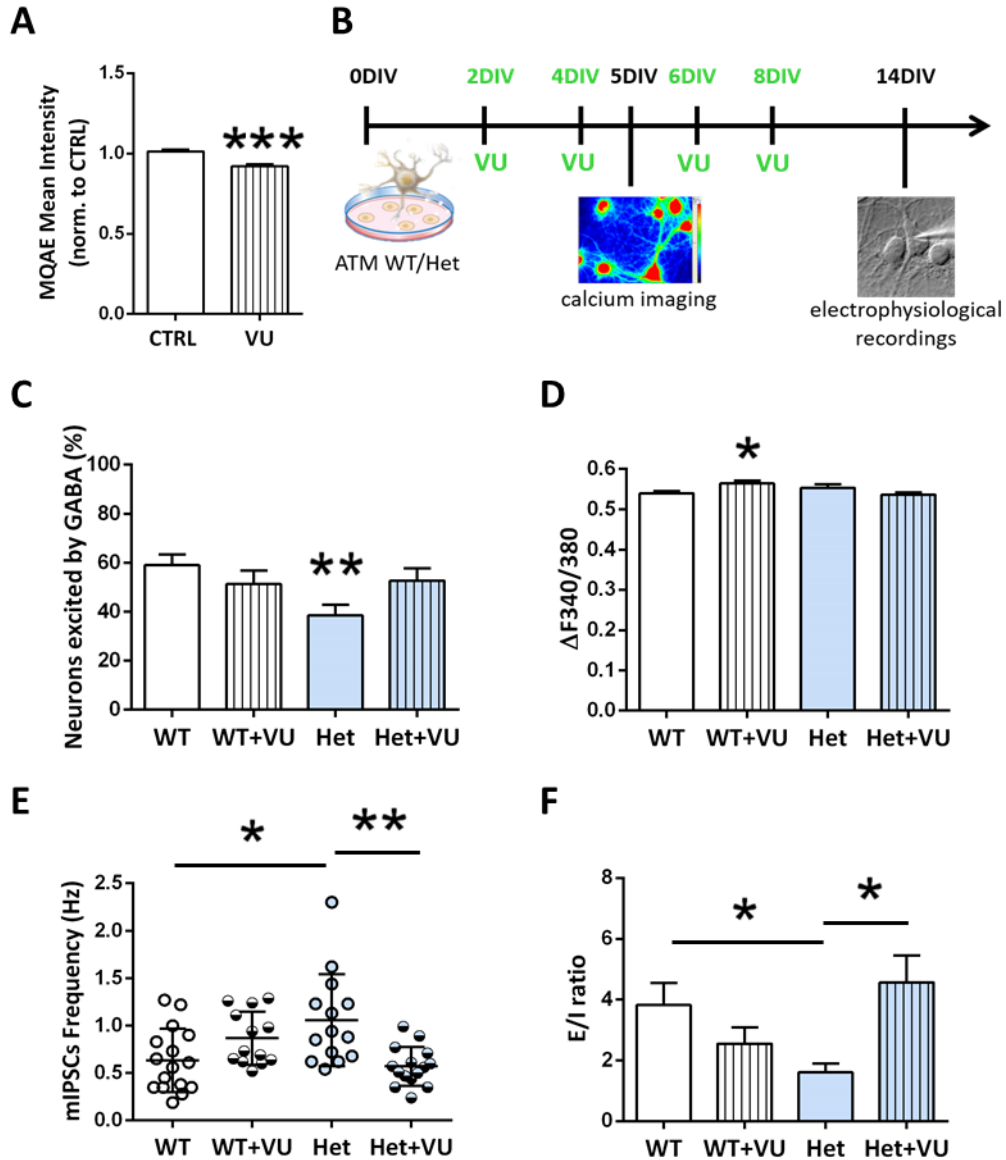 A
MQAE Mean Intensity
(norm. to CTRL)
1.5
1.0
0.5
0.0
***
CTRL VU
B
0DIV 2DIV 4DIV 5DIV 6DIV 8DIV 14DIV
VU VU VU VU
ATM WT/Het
calcium imaging
electrophysiological
recordings
C
Neurons excited by GABA (%)
100
80
60
40
20
0
**
WT WT+VU Het Het+VU
D
ΔF340/380
0.6
0.5
0.4
0.3
0.2
0.1
0.0
*
WT WT+VU Het Het+VU
E
mIPSCs Frequency (Hz)
2.5
2.0
1.5
1.0
0.5
0.0
* **
WT WT+VU Het Het+VU
F
E/I ratio
8
6
4
2
0
* *
WT WT+VU Het Het+VU